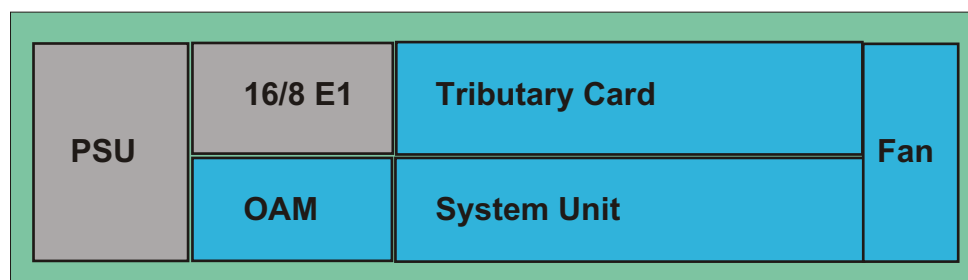 16/8 E1
Tributary Card
PSU
Fan
OAM
System Unit